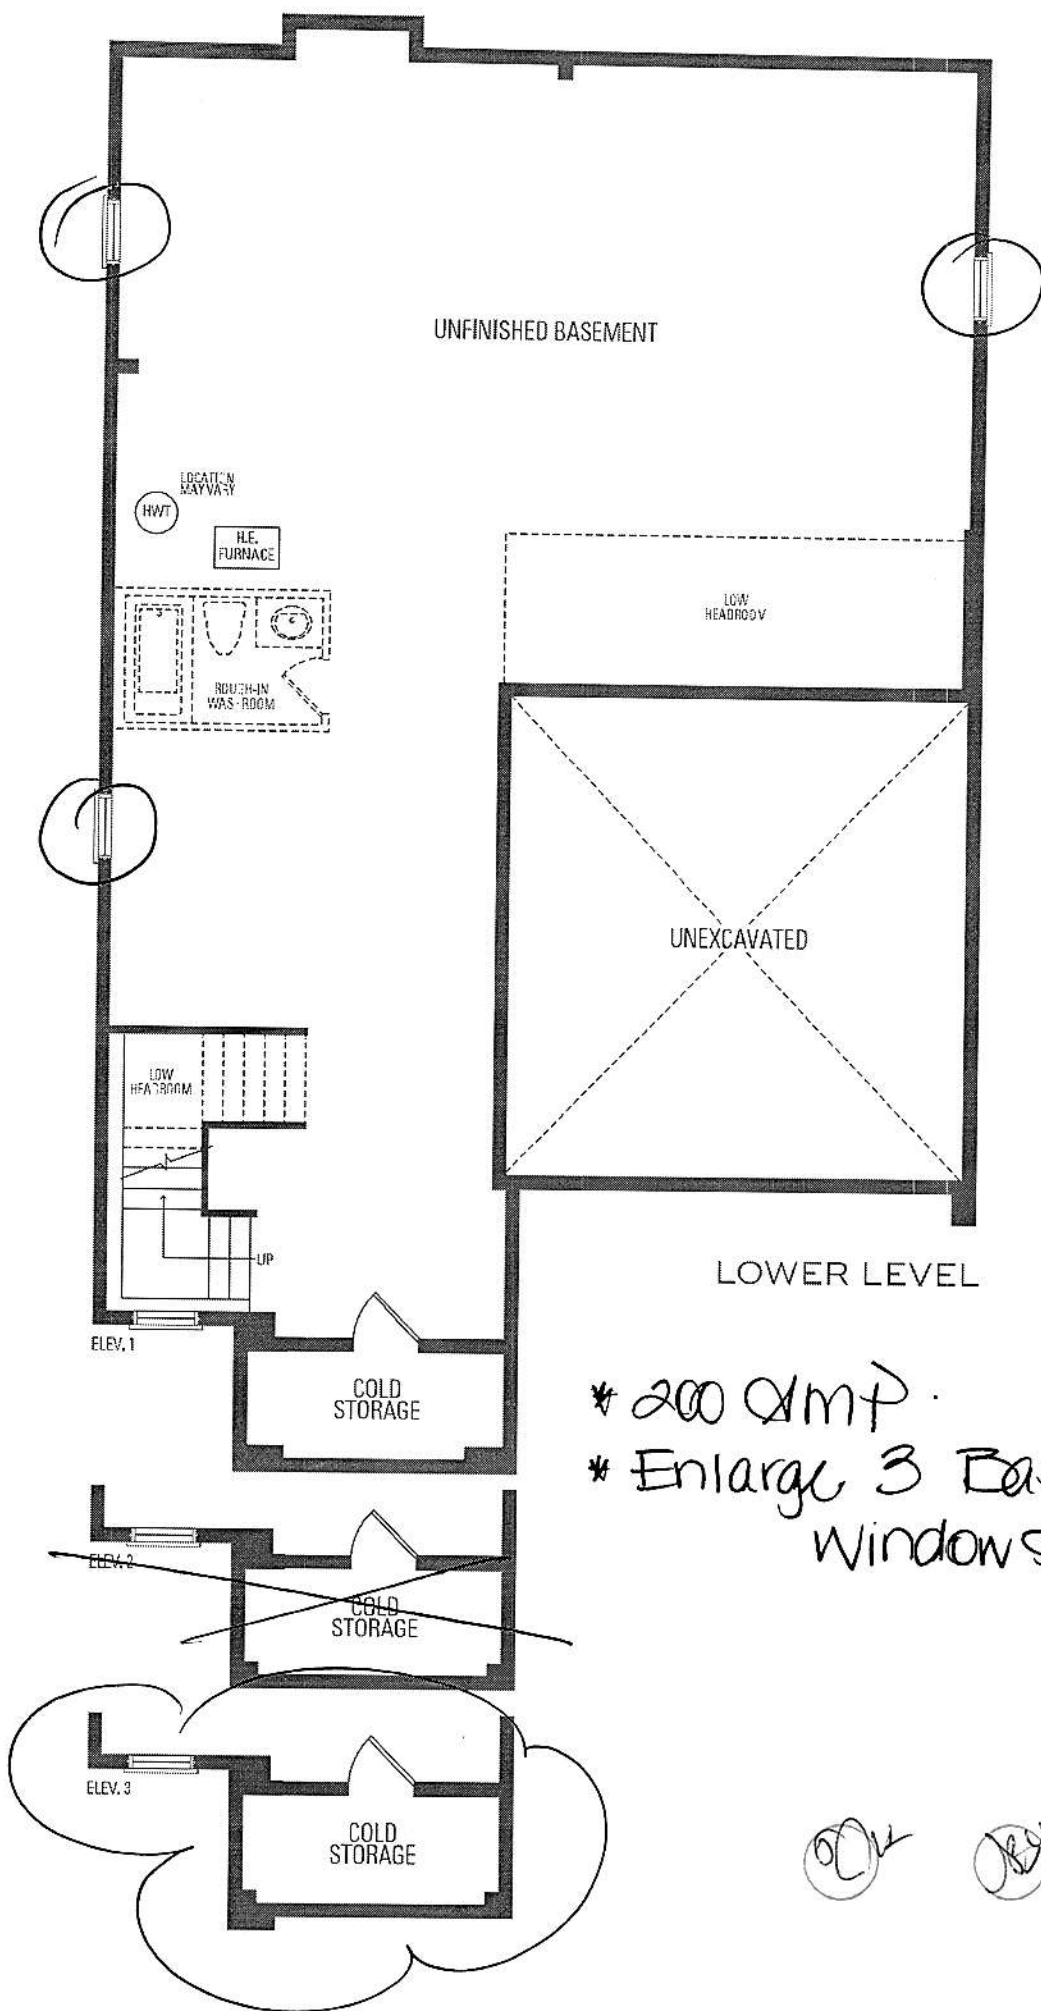 UNFINISHED BASEMENT
LOCATION
MAY VARY
HWT
H.E.
FURNACE
LOW
HEADROOM
ROUGH-IN
WASHROOM
UNEXCAVATED
LOW
HEADROOM
UP
LOWER LEVEL
ELEV. 1
COLD
STORAGE
* 200 Amp.
* Enlarge 3
Windows
ELEV. 2
COLD
STORAGE
ELEV. 3
COLD
STORAGE